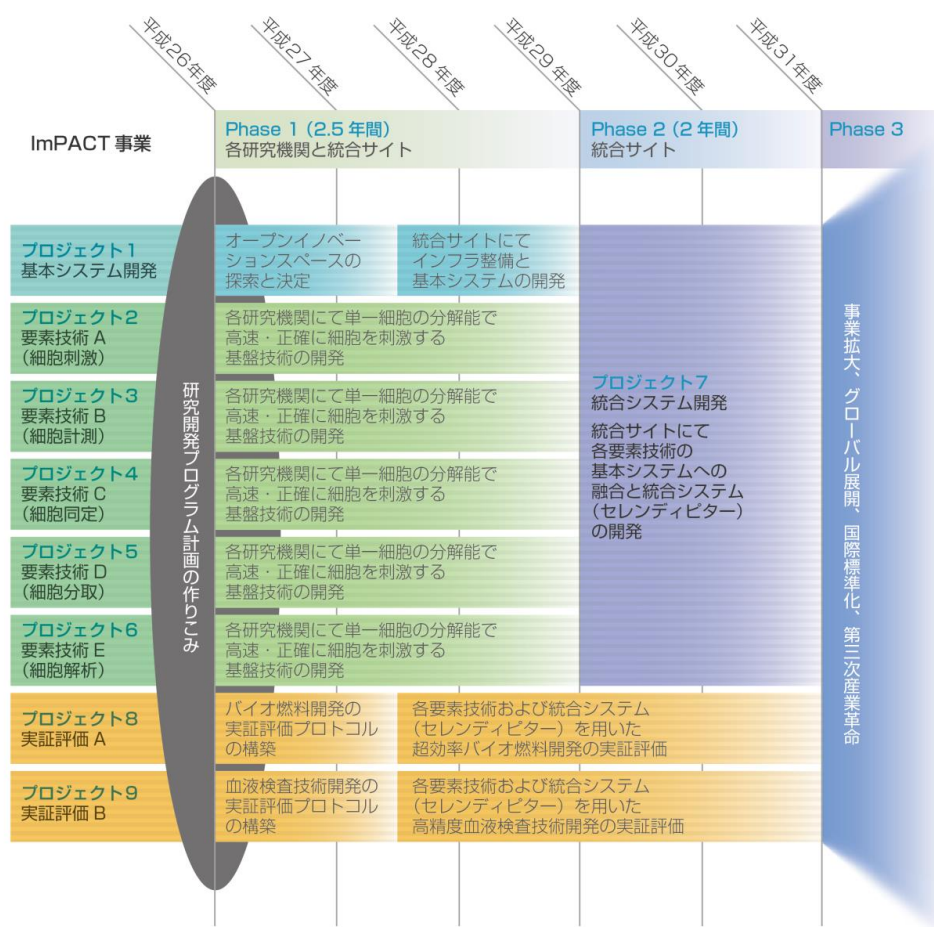 平成26年度
平成27年度
平成28年度
平成29年度
平成30年度
平成31年度
ImPACT 事業
Phase 1（2.5 年間）
各研究機関と統合サイト
Phase 2（2 年間）
統合サイト
Phase 3
研究開発プログラム計画の作りこみ
プロジェクト1
基本システム開発
オープンイノベー
ションスペースの
探索と決定
統合サイトにて
インフラ整備と
基本システムの開発
プロジェクト2
要素技術 A
（細胞刺激）
各研究機関にて単一細胞の分解能で
高速・正確に細胞を刺激する
基盤技術の開発
プロジェクト3
要素技術 B
（細胞計測）
各研究機関にて単一細胞の分解能で
高速・正確に細胞を刺激する
基盤技術の開発
プロジェクト4
要素技術 C
（細胞同定）
各研究機関にて単一細胞の分解能で
高速・正確に細胞を刺激する
基盤技術の開発
プロジェクト5
要素技術 D
（細胞分取）
各研究機関にて単一細胞の分解能で
高速・正確に細胞を刺激する
基盤技術の開発
プロジェクト6
要素技術 E
（細胞解析）
各研究機関にて単一細胞の分解能で
高速・正確に細胞を刺激する
基盤技術の開発
プロジェクト7
統合システム開発
統合サイトにて
各要素技術の
基本システムへの
融合と統合システム
（セレンディピター）
の開発
プロジェクト8
実証評価 A
バイオ燃料開発の
実証評価プロトコル
の構築
各要素技術および統合システム
（セレンディピター）を用いた
超効率バイオ燃料開発の実証評価
プロジェクト9
実証評価 B
血液検査技術開発の
実証評価プロトコル
の構築
各要素技術および統合システム
（セレンディピター）を用いた
高精度血液検査技術開発の実証評価
事業拡大、グローバル展開、国際標準化、第三次産業革命